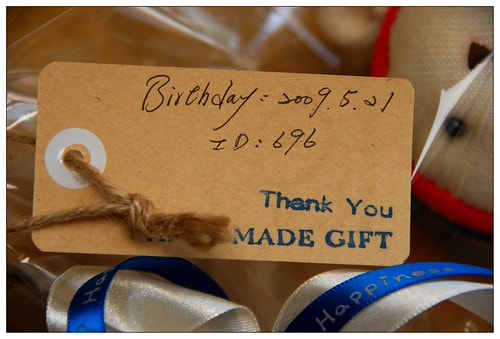 Birthday: 2009.5.21
ID: 696
Thank You
MADE GIFT
Happiness